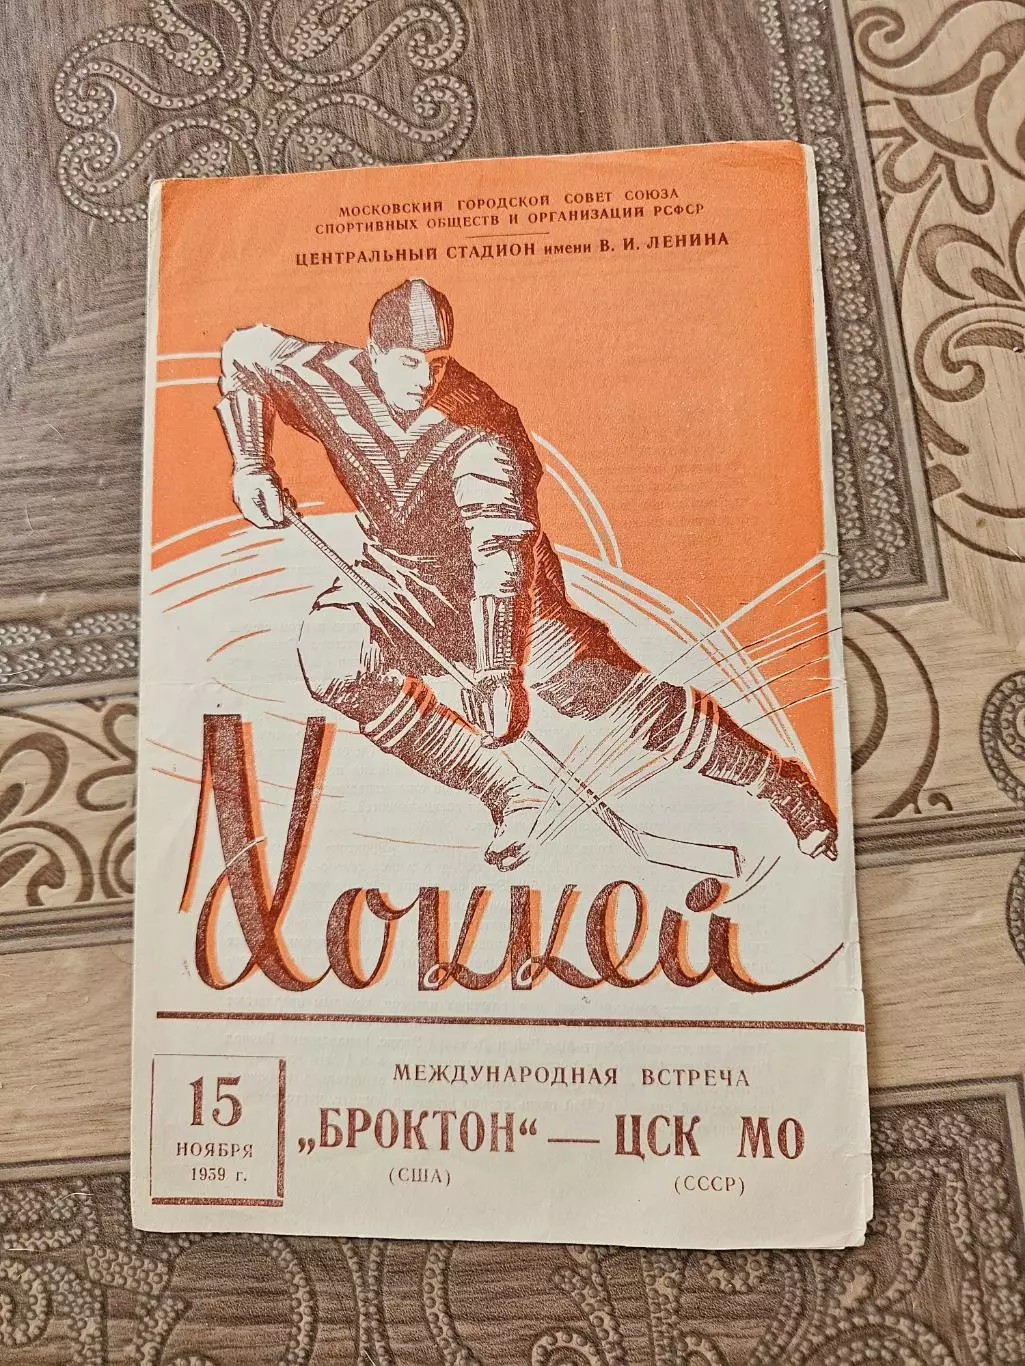 МОСКОВСКИЙ ГОРОДСКОЙ СОВЕТ СОЮЗА
СПОРТИВНЫХ ОБЩЕСТВ И ОРГАНИЗАЦИЙ РСФСР
ЦЕНТРАЛЬНЫЙ СТАДИОН имени В. И. ЛЕНИНА
Хоккей
15
НОЯБРЯ
1959 г.
МЕЖДУНАРОДНАЯ ВСТРЕЧА
„БРОКТОН“ — ЦСК МО
(США) (СССР)